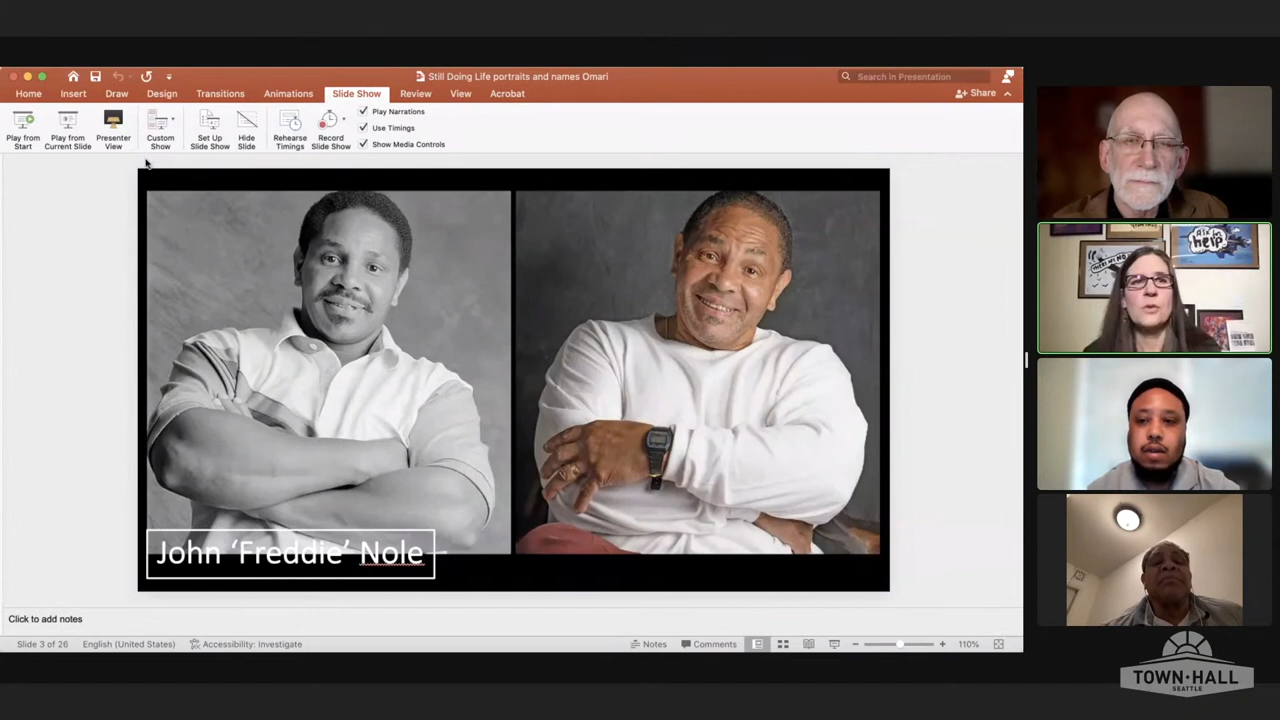 Still Doing Life portraits and names Omari
Search in Presentation
Home Insert Draw Design Transitions Animations Slide Show Review View Acrobat
Share
Play from Start
Play from Current Slide
Presenter View
Custom Show
Set Up Slide Show
Hide Slide
Rehearse Timings
Record Slide Show
Play Narrations
Use Timings
Show Media Controls
John ‘Freddie’ Nole
Click to add notes
Slide 3 of 26 English (United States) Accessibility: Investigate Notes Comments 110%
help
TOWN·HALL
SEATTLE